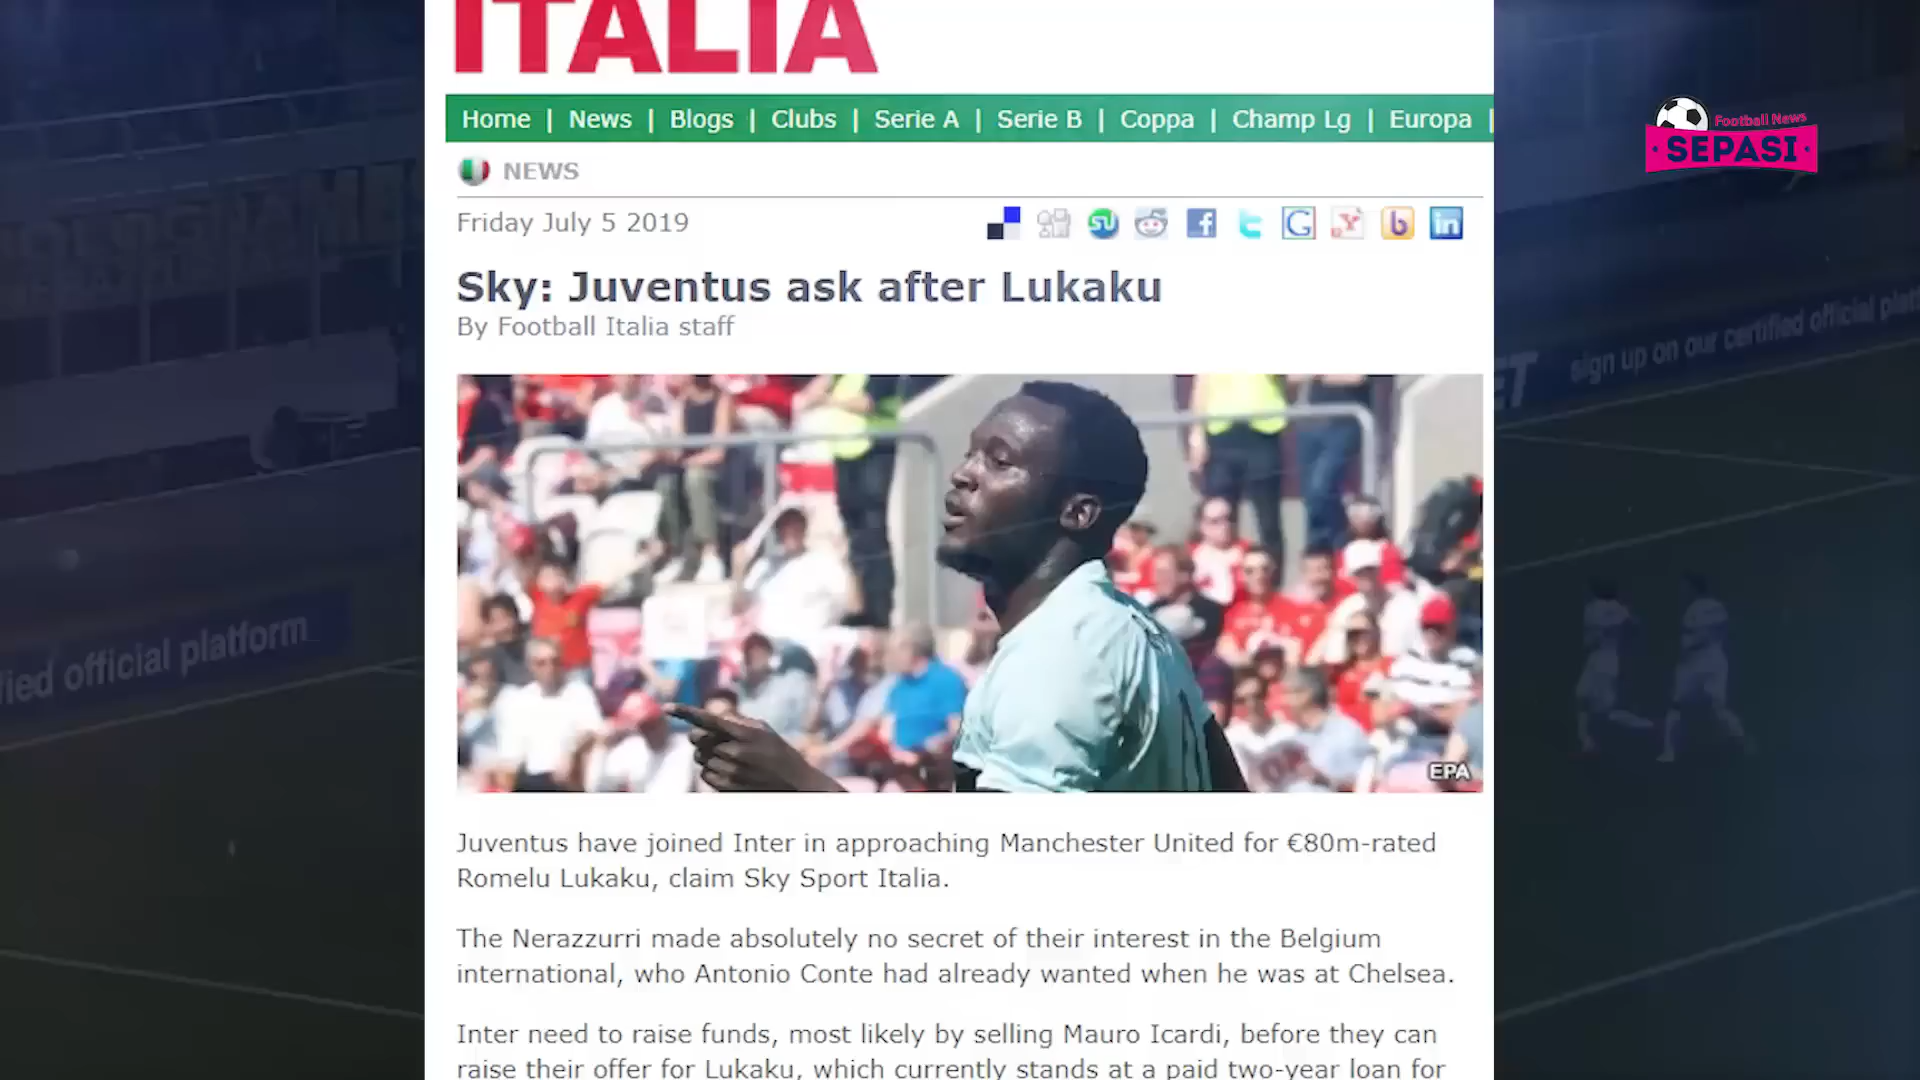 ITALIA
Home | News | Blogs | Clubs | Serie A | Serie B | Coppa | Champ Lg | Europa |
Football News
SEPASI
NEWS
Friday July 5 2019
Sky: Juventus ask after Lukaku
By Football Italia staff
sign up on our certified official
fied official platform
EPA
Juventus have joined Inter in approaching Manchester United for €80m-rated
Romelu Lukaku, claim Sky Sport Italia.
The Nerazzurri made absolutely no secret of their interest in the Belgium
international, who Antonio Conte had already wanted when he was at Chelsea.
Inter need to raise funds, most likely by selling Mauro Icardi, before they can
raise their offer for Lukaku, which currently stands at a paid two-year loan for